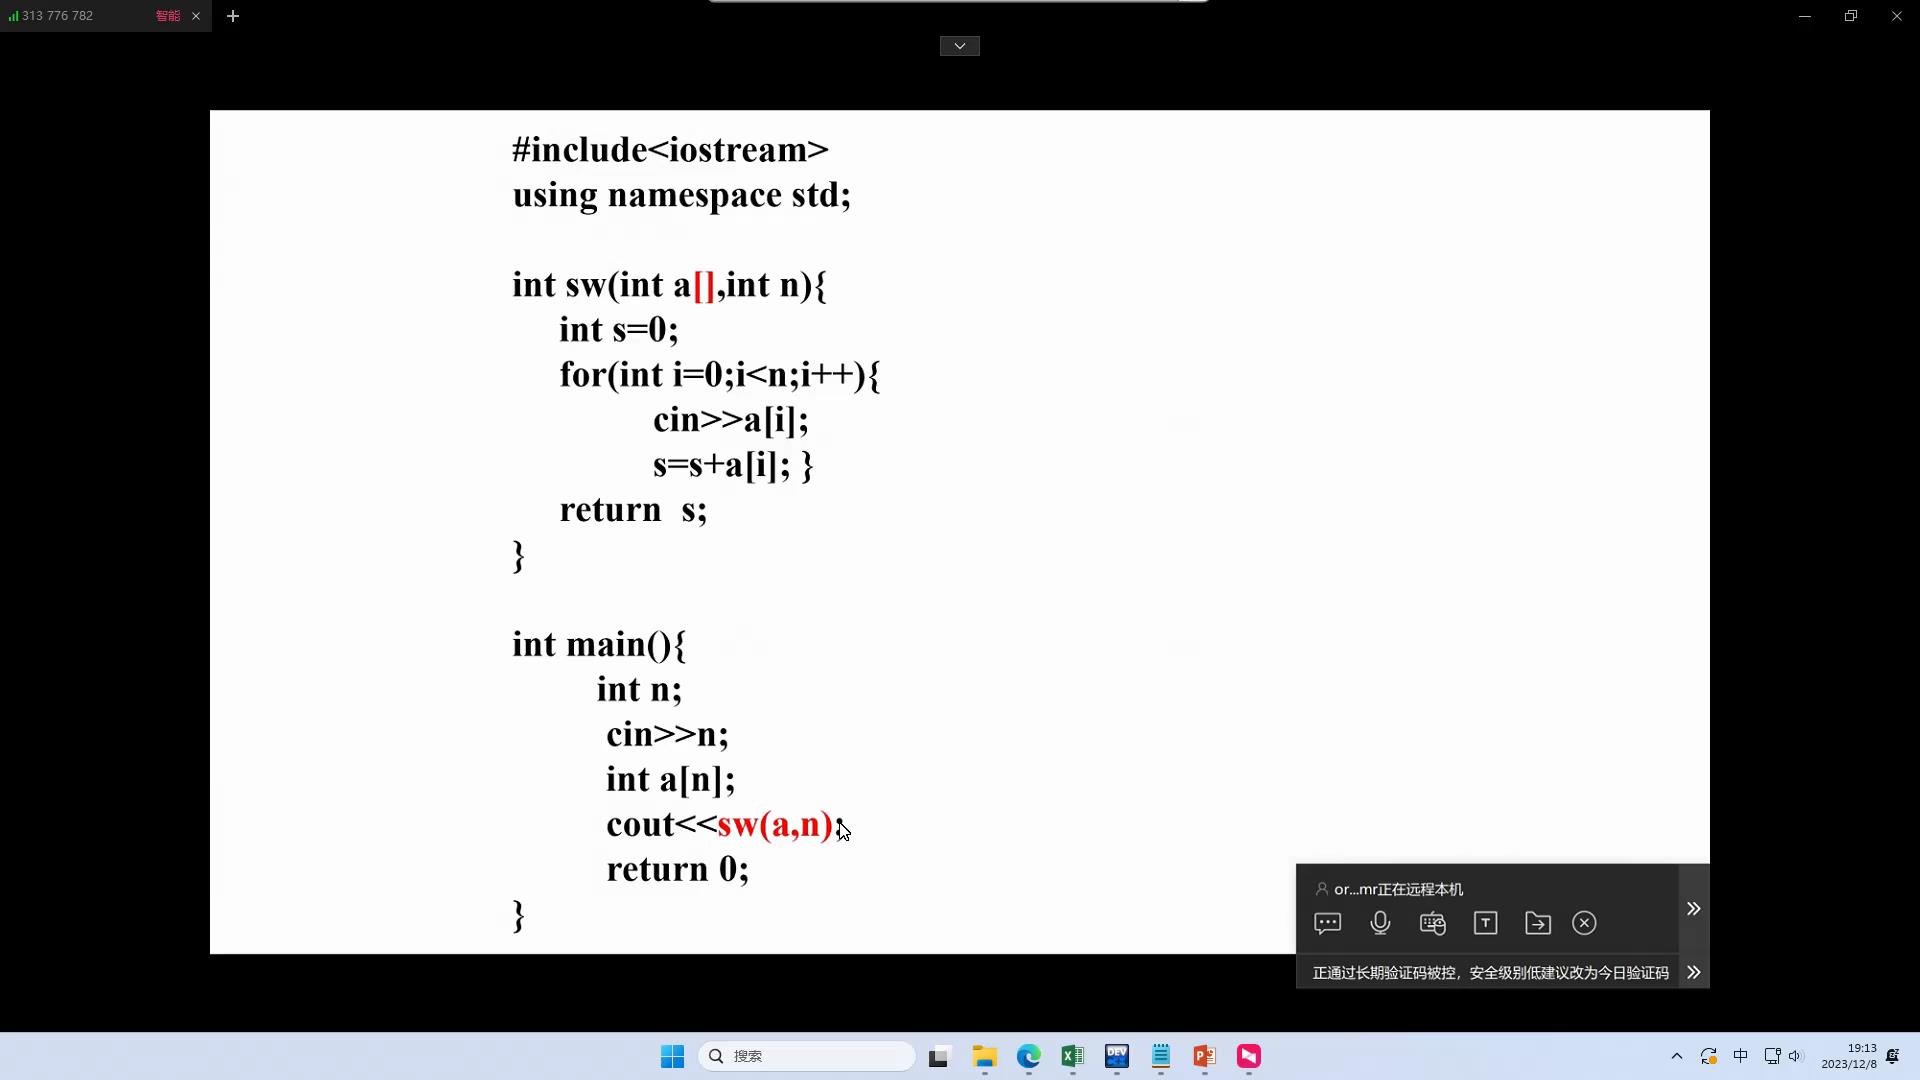 313 776 782 智能
#include<iostream>
using namespace std;
int sw(int a[],int n){
int s=0;
for(int i=0;i<n;i++){
cin>>a[i];
s=s+a[i]; }
return s;
}
int main(){
int n;
cin>>n;
int a[n];
cout<<sw(a,n);
return 0;
}
or...mr正在远程本机
正通过长期验证码被控，安全级别低建议改为今日验证码
搜索
DEV
中
19:13
2023/12/8